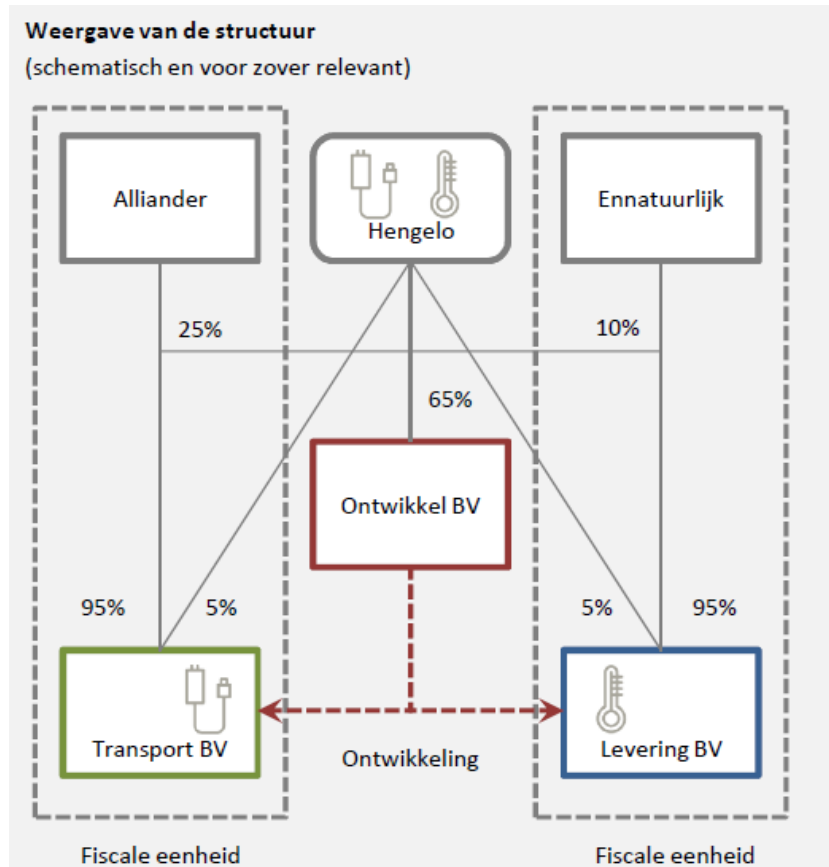 Weergave van de structuur
(schematisch en voor zover relevant)
Alliander
Hengelo
Ennatuurlijk
25%
10%
65%
Ontwikkel BV
95%
5%
5%
95%
Transport BV
Ontwikkeling
Levering BV
Fiscale eenheid
Fiscale eenheid